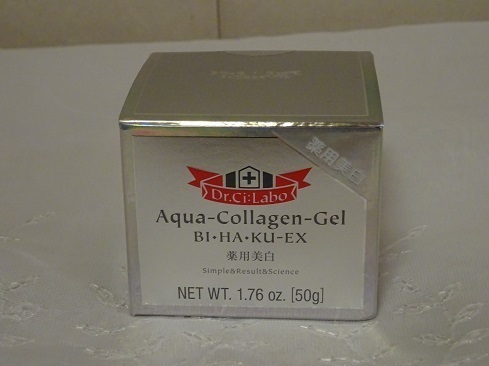 薬用美白
Dr.Ci:Labo
Aqua-Collagen-Gel
BI•HA•KU-EX
薬用美白
Simple&Result&Science
NET WT. 1.76 oz. [50g]